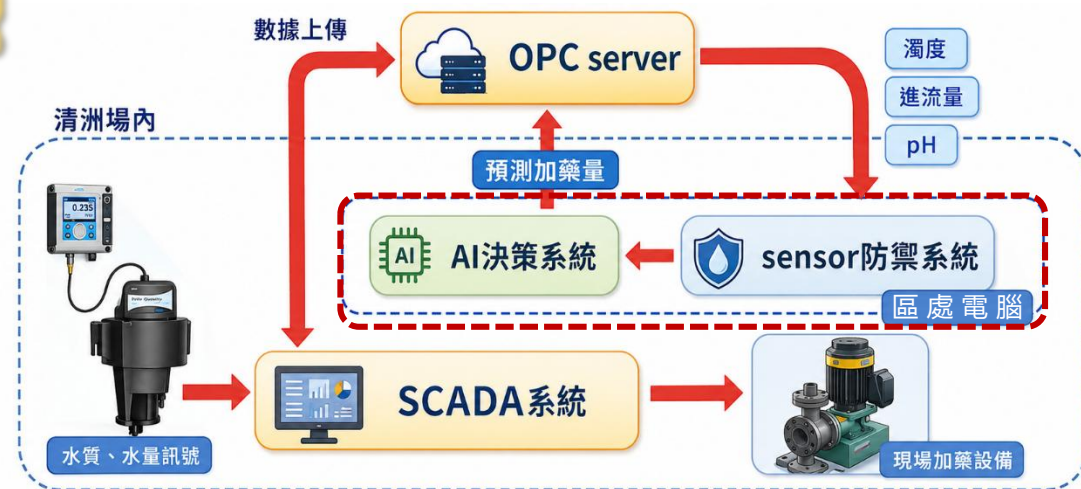 數據上傳
OPC server
濁度
進流量
pH
清洲場內
預測加藥量
0.235
AI
AI決策系統
sensor防禦系統
區處電腦
SCADA系統
水質、水量訊號
現場加藥設備